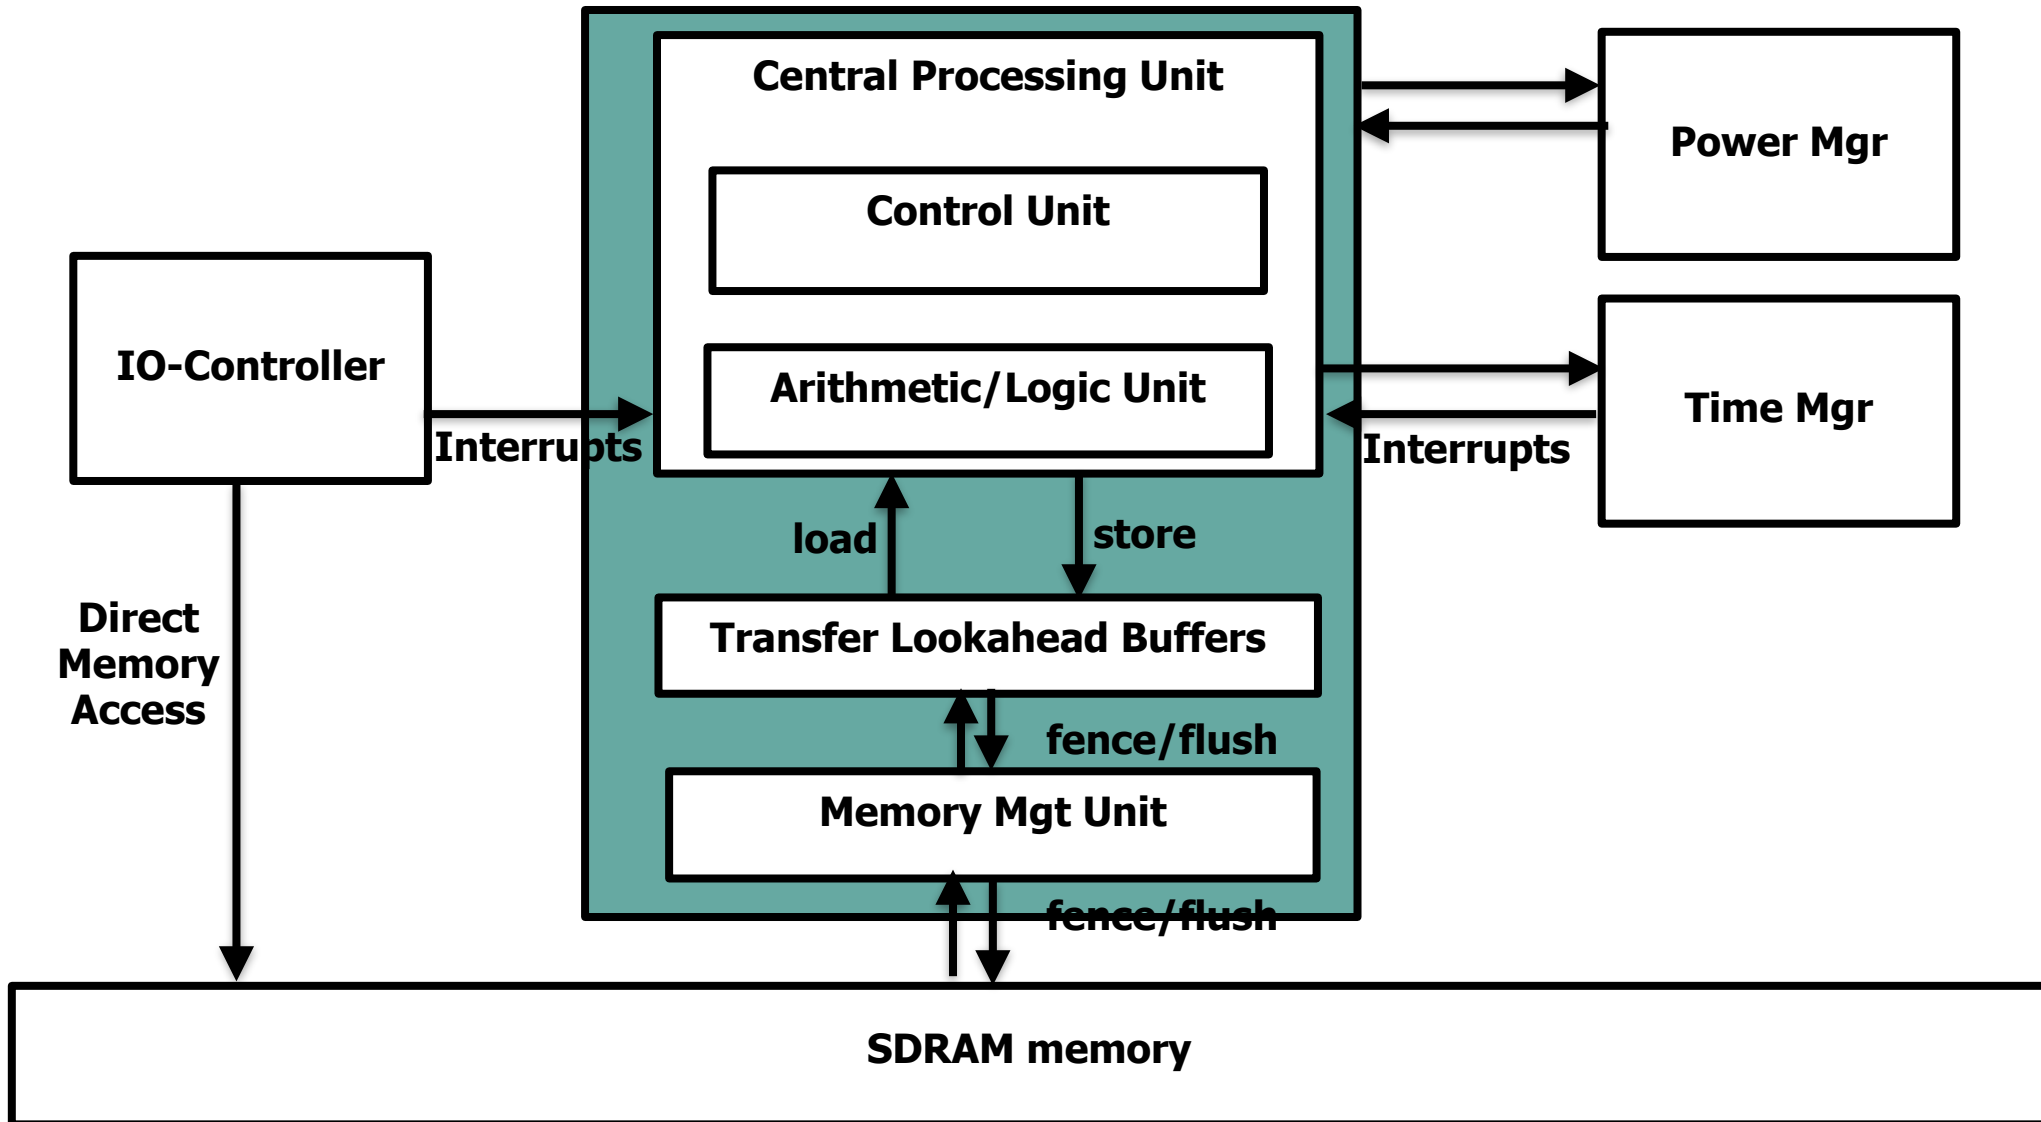 Central Processing Unit
Power Mgr
Control Unit
IO-Controller
Arithmetic/Logic Unit
Time Mgr
Interrupts
Interrupts
load
store
Direct
Memory
Access
Transfer Lookahead Buffers
fence/flush
Memory Mgt Unit
fence/flush
SDRAM memory